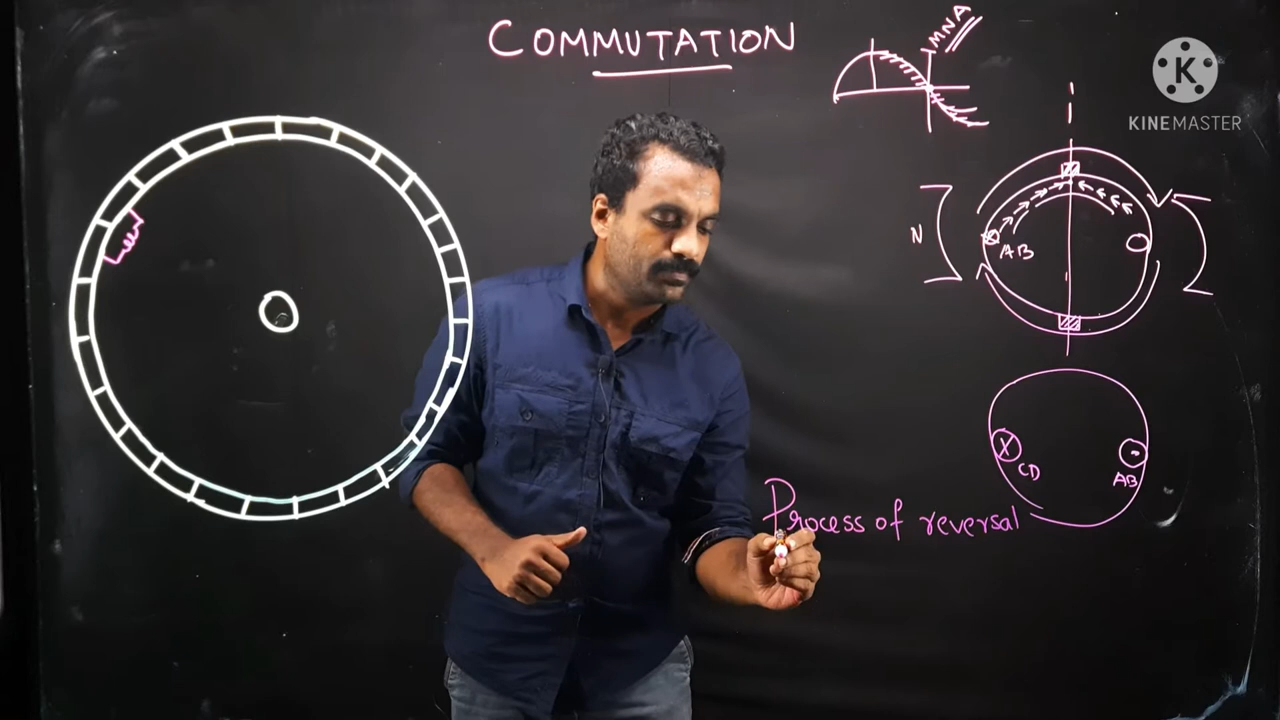 COMMUTATION
MNA
K
KINEMASTER
N
AB
CD
AB
Process of reversal